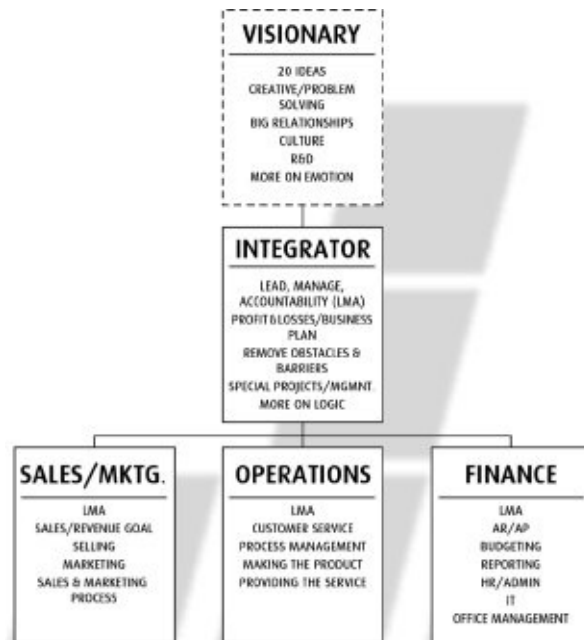 VISIONARY
20 IDEAS
CREATIVE/PROBLEM
SOLVING
BIG RELATIONSHIPS
CULTURE
R&D
MORE ON EMOTION
INTEGRATOR
LEAD, MANAGE,
ACCOUNTABILITY (LMA)
PROFIT&LOSSES/BUSINESS
PLAN
REMOVE OBSTACLES &
BARRIERS
SPECIAL PROJECTS/MGMNT.
MORE ON LOGIC
SALES/MKTG.
LMA
SALES/REVENUE GOAL
SELLING
MARKETING
SALES & MARKETING
PROCESS
OPERATIONS
LMA
CUSTOMER SERVICE
PROCESS MANAGEMENT
MAKING THE PRODUCT
PROVIDING THE SERVICE
FINANCE
LMA
AR/AP
BUDGETING
REPORTING
HR/ADMIN
IT
OFFICE MANAGEMENT